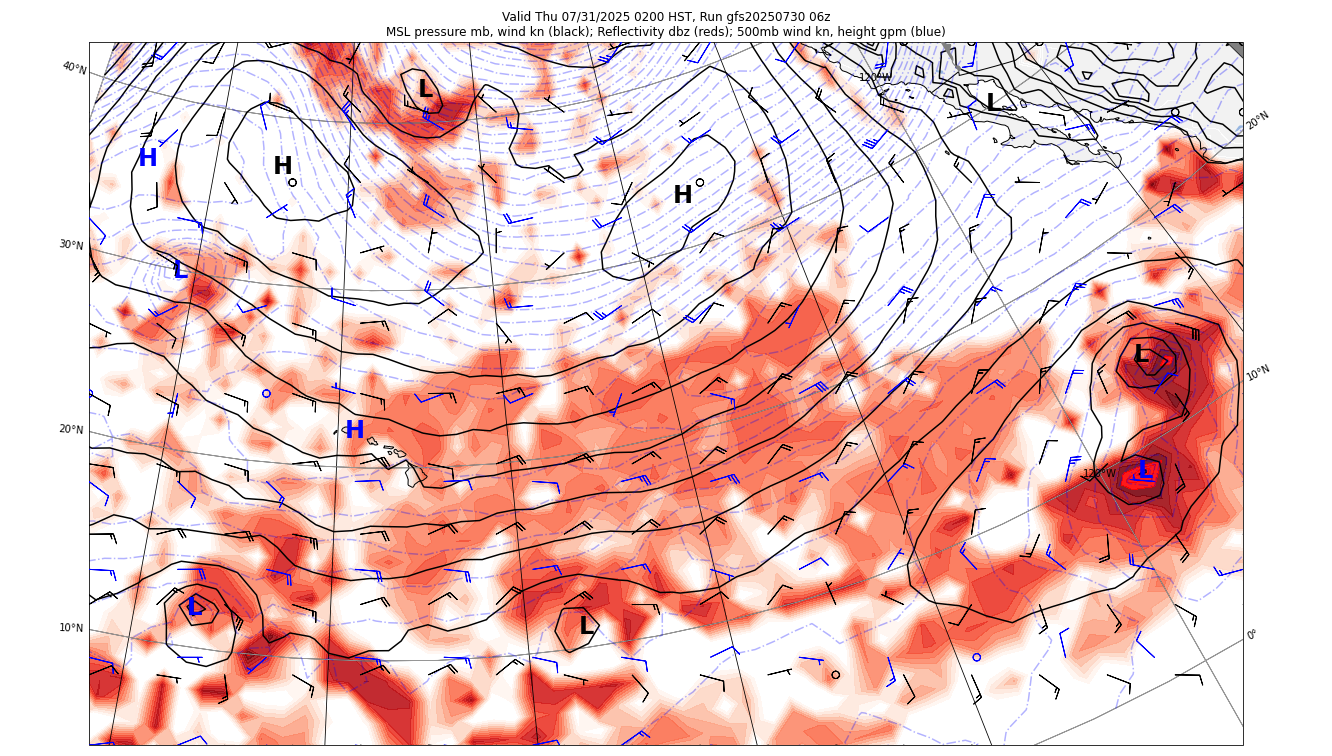 Valid Thu 07/31/2025 0200 HST, Run gfs20250730 06z
MSL pressure mb, wind kn (black); Reflectivity dbz (reds); 500mb wind kn, height gpm (blue)
40°N
120°W
L
L
20°N
H
H
H
30°N
L
L
10°N
20°N
H
L
120°W
L
L
10°N
0°